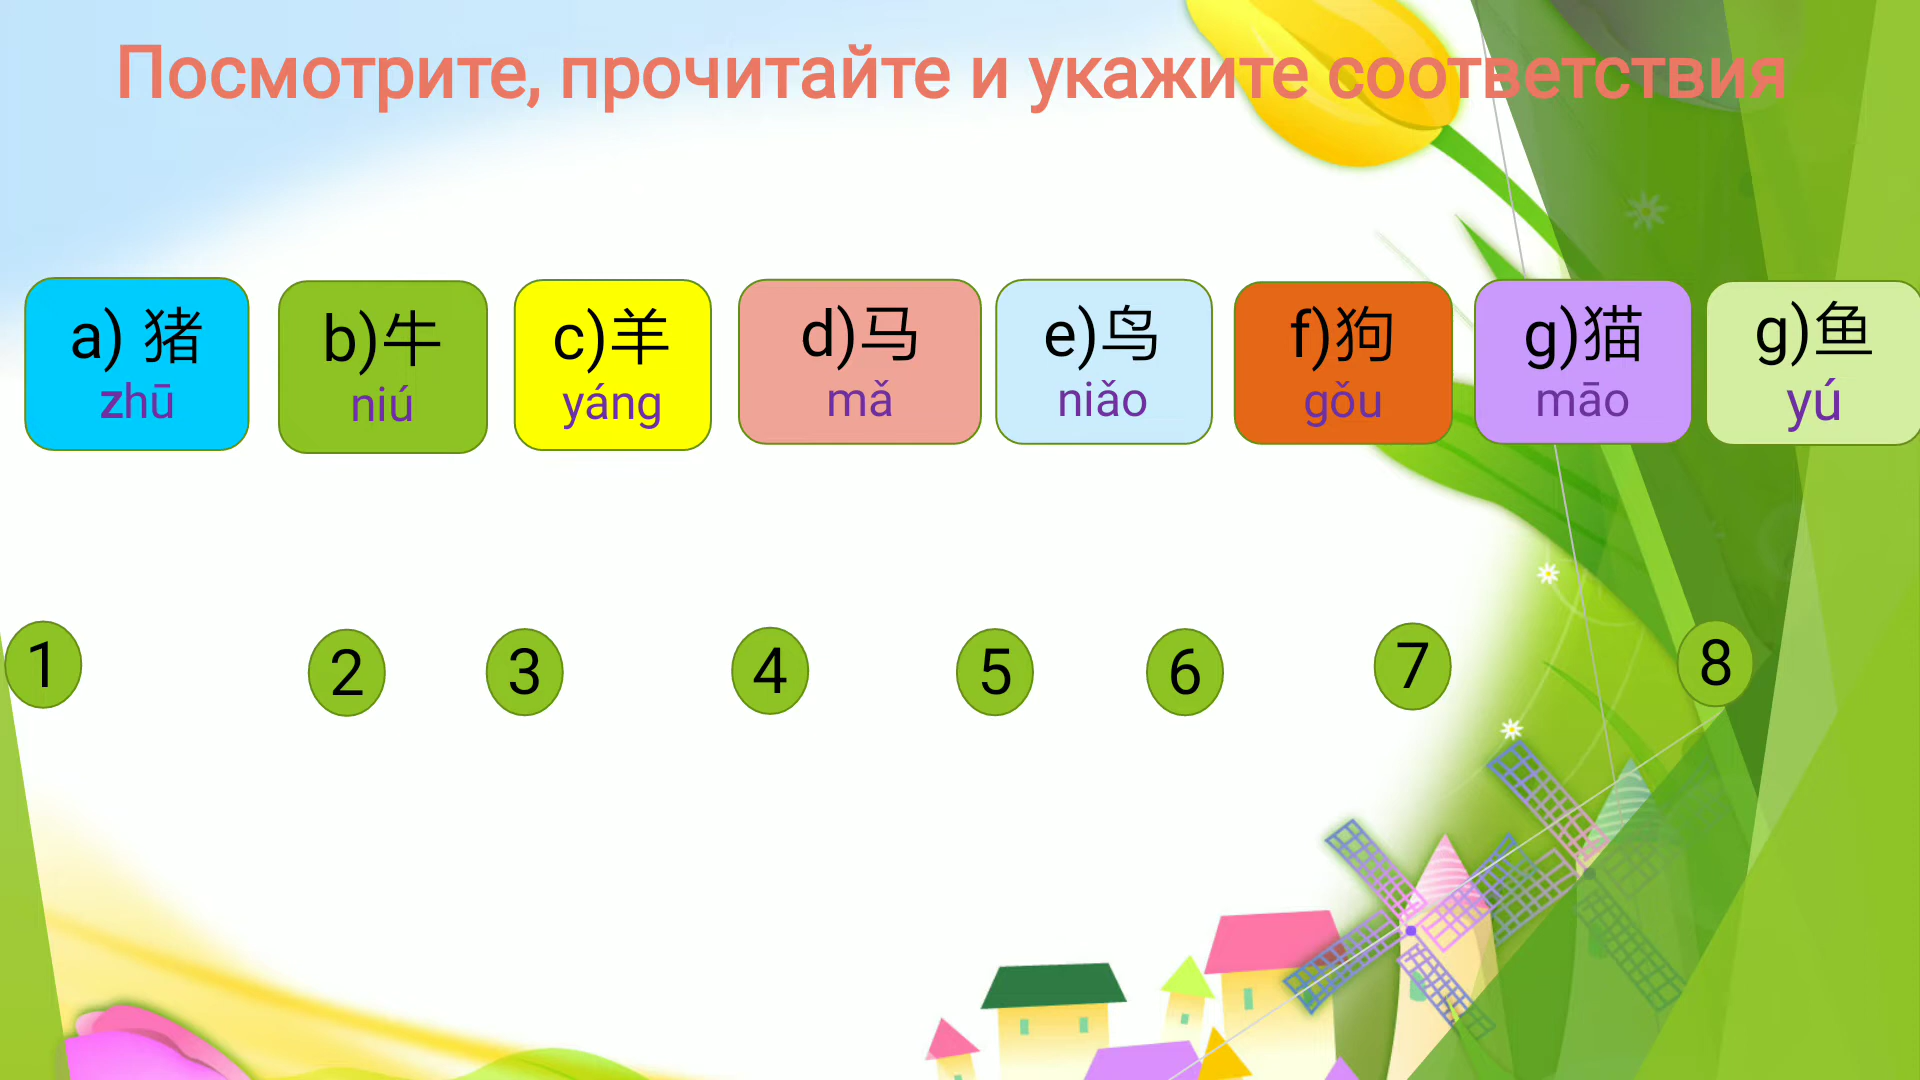 Посмотрите, прочитайте и укажите соответствия
a) 猪
zhū
b)牛
niú
c)羊
yáng
d)马
mǎ
e)鸟
niǎo
f)狗
gǒu
g)猫
māo
g)鱼
yú
1
2
3
4
5
6
7
8